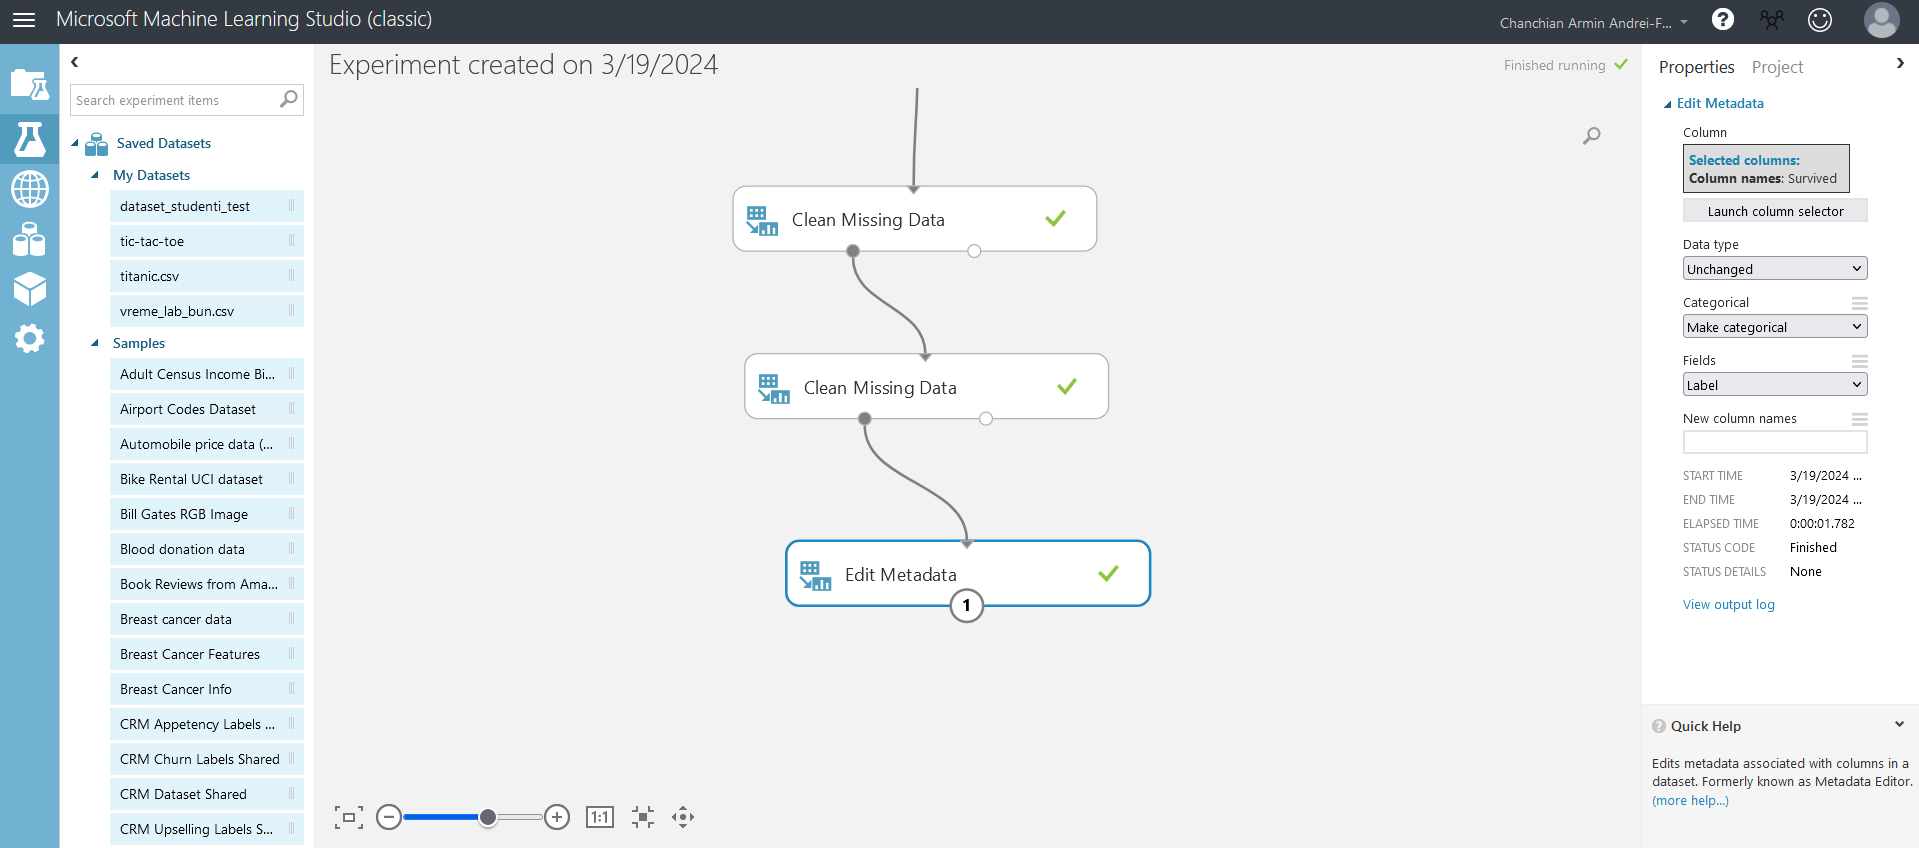 Microsoft Machine Learning Studio (classic)
Chanchian Armin Andrei-F...
?
Search experiment items
Saved Datasets
My Datasets
dataset_studenti_test
tic-tac-toe
titanic.csv
vreme_lab_bun.csv
Samples
Adult Census Income Bi...
Airport Codes Dataset
Automobile price data (...
Bike Rental UCI dataset
Bill Gates RGB Image
Blood donation data
Book Reviews from Ama...
Breast cancer data
Breast Cancer Features
Breast Cancer Info
CRM Appetency Labels ...
CRM Churn Labels Shared
CRM Dataset Shared
CRM Upselling Labels S...
Experiment created on 3/19/2024
Finished running
Clean Missing Data
Clean Missing Data
Edit Metadata
1
1:1
Properties Project
Edit Metadata
Column
Selected columns:
Column names: Survived
Launch column selector
Data type
Unchanged
Categorical
Make categorical
Fields
Label
New column names
START TIME 3/19/2024 ...
END TIME 3/19/2024 ...
ELAPSED TIME 0:00:01.782
STATUS CODE Finished
STATUS DETAILS None
View output log
? Quick Help
Edits metadata associated with columns in a
dataset. Formerly known as Metadata Editor.
(more help...)